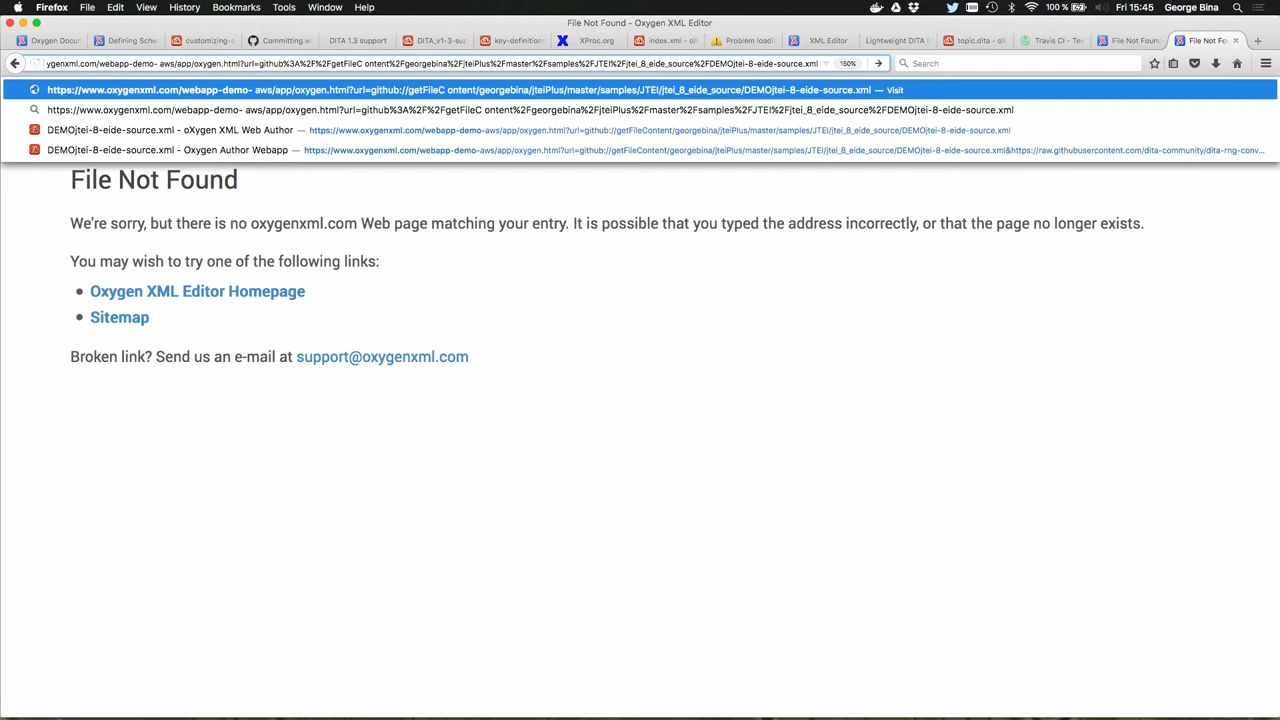 Firefox File Edit View History Bookmarks Tools Window Help 100 % Fri 15:45 George Bina
File Not Found - Oxygen XML Editor
Oxygen Docu Defining Sche customizing-s Committing w DITA 1.3 support DITA_v1-3-sup key-definitions XProc.org index.xml - oX Problem loadi XML Editor Lightweight DITA topic.dita - oX Travis CI - Tes File Not Found File Not Fo
ygenxml.com/webapp-demo- aws/app/oxygen.html?url=github%3A%2F%2FgetFileC ontent%2Fgeorgebina%2FjteiPlus%2Fmaster%2Fsamples%2FJTEI%2Fjtei_8_eide_source%2FDEMOjtei-8-eide-source.xml 150% Search
https://www.oxygenxml.com/webapp-demo- aws/app/oxygen.html?url=github://getFileC ontent/georgebina/jteiPlus/master/samples/JTEI/jtei_8_eide_source/DEMOjtei-8-eide-source.xml — Visit
https://www.oxygenxml.com/webapp-demo- aws/app/oxygen.html?url=github%3A%2F%2FgetFileC ontent%2Fgeorgebina%2FjteiPlus%2Fmaster%2Fsamples%2FJTEI%2Fjtei_8_eide_source%2FDEMOjtei-8-eide-source.xml
DEMOjtei-8-eide-source.xml - oXygen XML Web Author — https://www.oxygenxml.com/webapp-demo-aws/app/oxygen.html?url=github://getFileContent/georgebina/jteiPlus/master/samples/JTEI/jtei_8_eide_source/DEMOjtei-8-eide-source.xml
DEMOjtei-8-eide-source.xml - Oxygen Author Webapp — https://www.oxygenxml.com/webapp-demo-aws/app/oxygen.html?url=github://getFileContent/georgebina/jteiPlus/master/samples/JTEI/jtei_8_eide_source/DEMOjtei-8-eide-source.xml&https://raw.githubusercontent.com/dita-community/dita-rng-conv...
File Not Found
We're sorry, but there is no oxygenxml.com Web page matching your entry. It is possible that you typed the address incorrectly, or that the page no longer exists.
You may wish to try one of the following links:
• Oxygen XML Editor Homepage
• Sitemap
Broken link? Send us an e-mail at support@oxygenxml.com